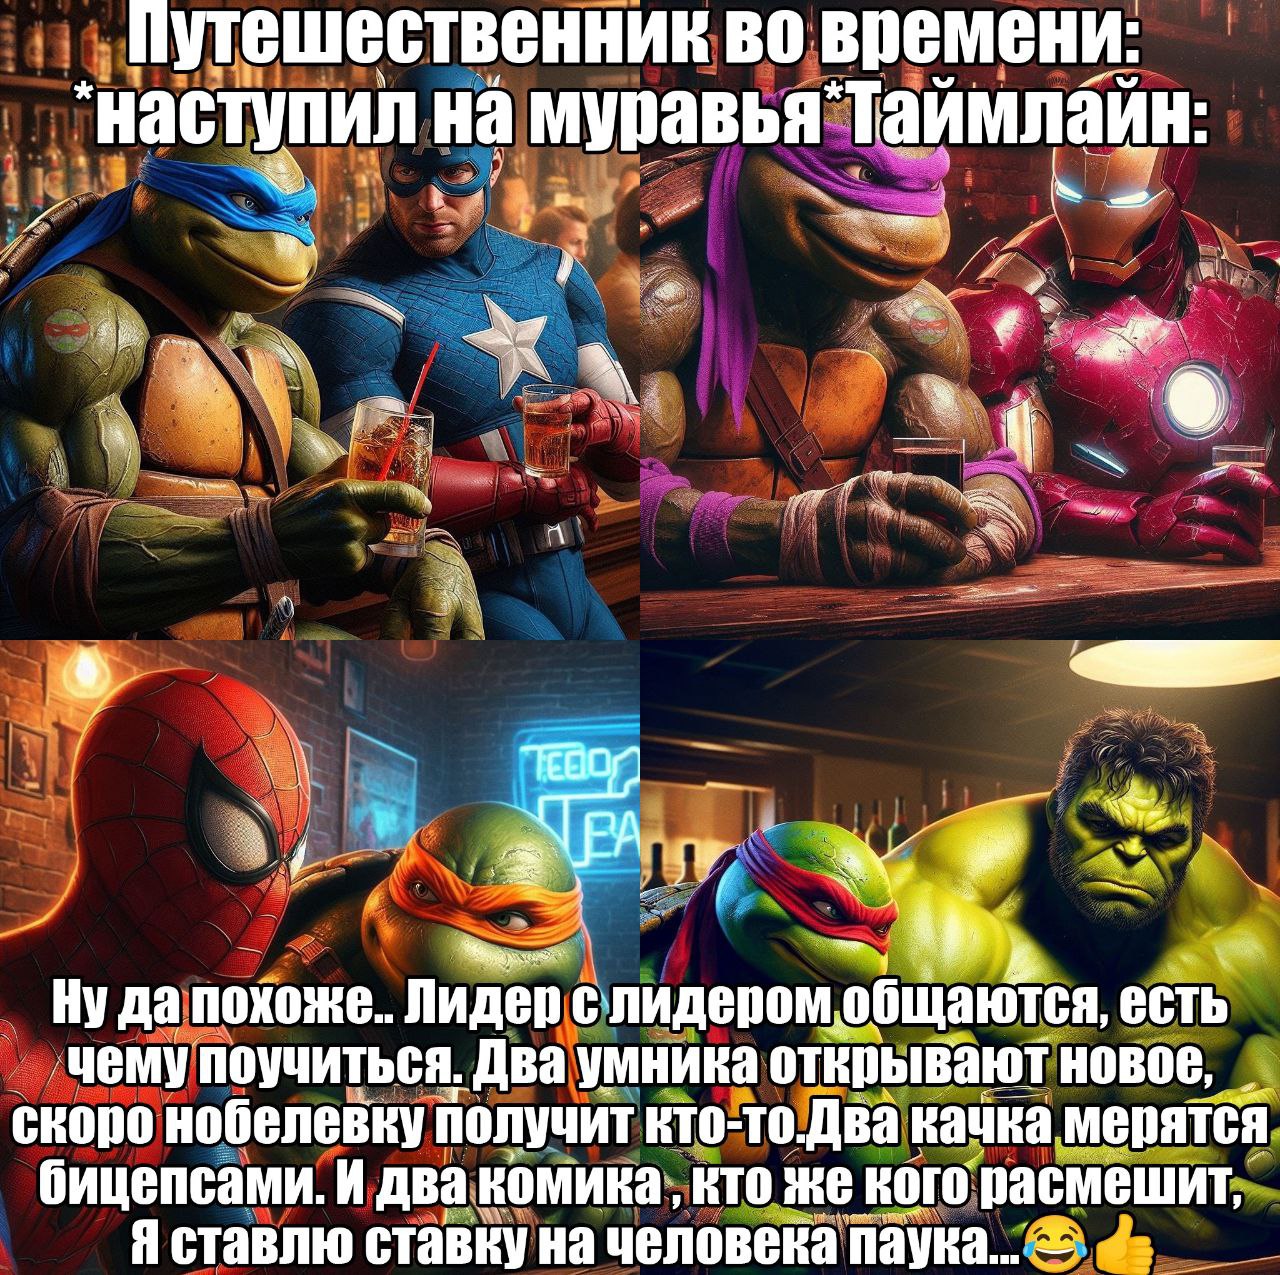 Путешественник во времени:
*наступил на муравья*Таймлайн:
A
TEEO
Ну да похоже.. Лидер с лидером общаются, есть
чему поучиться. Два умника открывают новое,
скоро нобелевку получит кто-то.Два качка мерятся
бицепсами. И два комика , кто же кого расмешит,
Я ставлю ставку на человека паука...😂👍